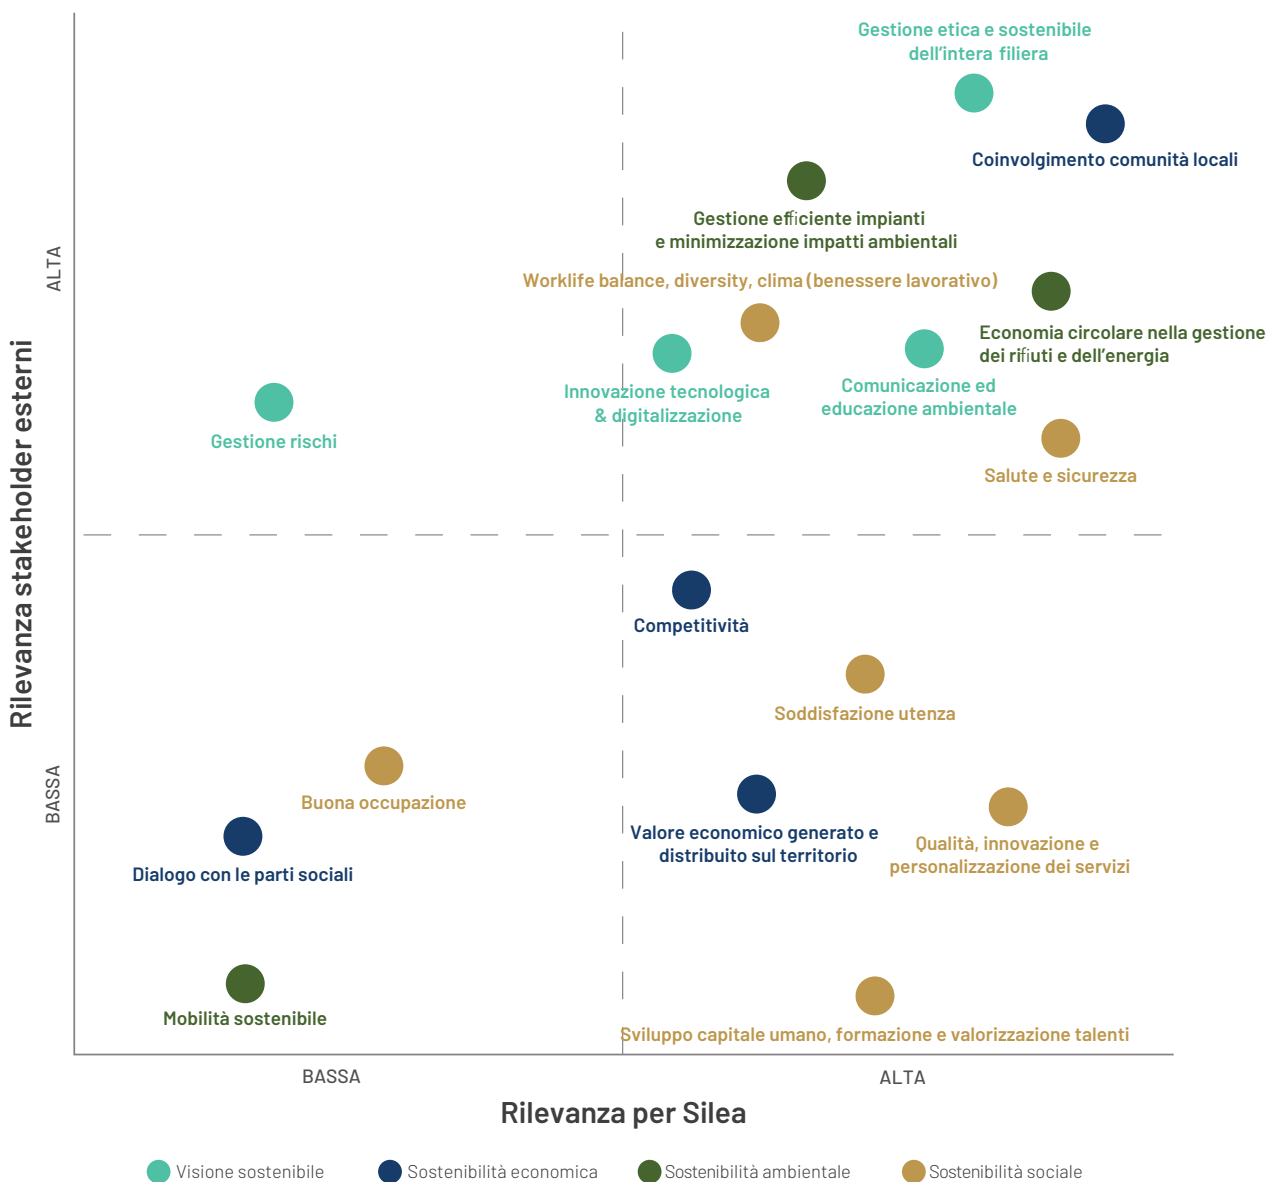 Gestione etica e sostenibile
dell'intera filiera
Coinvolgimento comunità locali
Gestione efficiente impianti
e minimizzazione impatti ambientali
Worklife balance, diversity, clima (benessere lavorativo)
Economia circolare nella gestione
dei rifiuti e dell'energia
Innovazione tecnologica
& digitalizzazione
Comunicazione ed
educazione ambientale
Gestione rischi
Salute e sicurezza
ALTA
Rilevanza stakeholder esterni
BASSA
Competitività
Soddisfazione utenza
Buona occupazione
Valore economico generato e
distribuito sul territorio
Qualità, innovazione e
personalizzazione dei servizi
Dialogo con le parti sociali
Mobilità sostenibile
Sviluppo capitale umano, formazione e valorizzazione talenti
BASSA
ALTA
Rilevanza per Silea
Visione sostenibile
Sostenibilità economica
Sostenibilità ambientale
Sostenibilità sociale